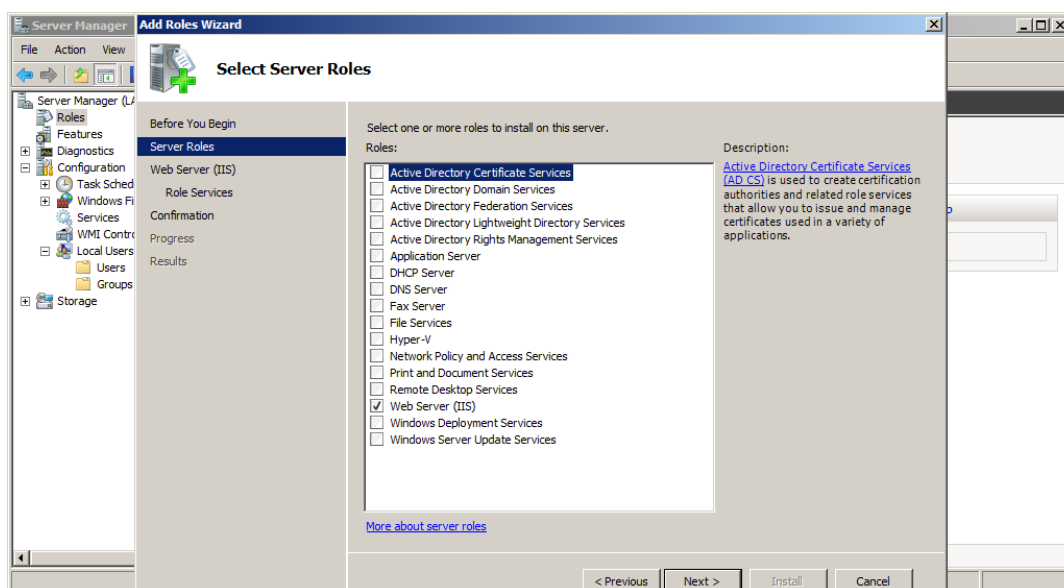 Server Manager
File Action View
Server Manager (LA
Roles
Features
Diagnostics
Configuration
Task Sched
Windows Fi
Services
WMI Contro
Local Users
Users
Groups
Storage
Add Roles Wizard
Select Server Roles
Before You Begin
Server Roles
Web Server (IIS)
Role Services
Confirmation
Progress
Results
Select one or more roles to install on this server.
Roles:
Active Directory Certificate Services
Active Directory Domain Services
Active Directory Federation Services
Active Directory Lightweight Directory Services
Active Directory Rights Management Services
Application Server
DHCP Server
DNS Server
Fax Server
File Services
Hyper-V
Network Policy and Access Services
Print and Document Services
Remote Desktop Services
Web Server (IIS)
Windows Deployment Services
Windows Server Update Services
More about server roles
Description:
Active Directory Certificate Services
(AD CS) is used to create certification
authorities and related role services
that allow you to issue and manage
certificates used in a variety of
applications.
< Previous
Next >
Install
Cancel